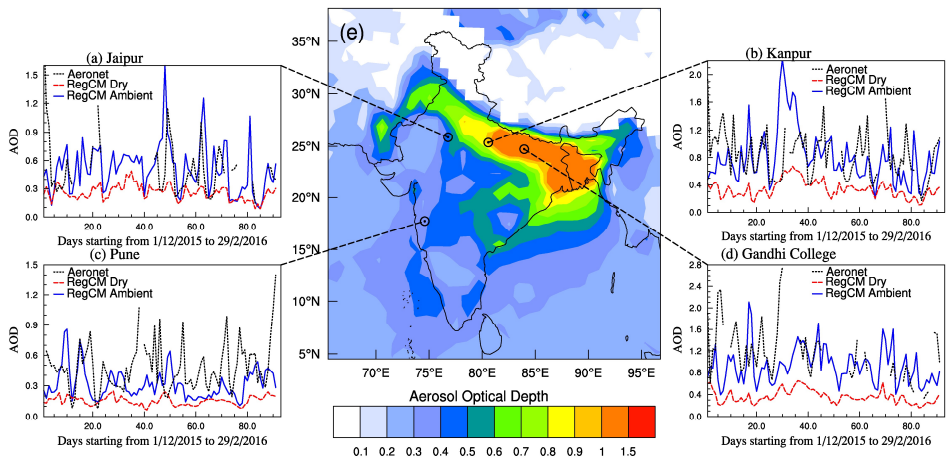 (a) Jaipur
Aeronet
RegCM Dry
RegCM Ambient
1.5
1.2
0.9
0.6
0.3
0.0
AOD
20.0 40.0 60.0 80.0
Days starting from 1/12/2015 to 29/2/2016
(c) Pune
Aeronet
RegCM Dry
RegCM Ambient
1.5
1.2
0.9
0.6
0.3
0.0
AOD
20.0 40.0 60.0 80.0
Days starting from 1/12/2015 to 29/2/2016
(e)
35°N
30°N
25°N
20°N
15°N
10°N
5°N
70°E 75°E 80°E 85°E 90°E 95°E
Aerosol Optical Depth
0.1 0.2 0.3 0.4 0.5 0.6 0.7 0.8 0.9 1 1.5
(b) Kanpur
Aeronet
RegCM Dry
RegCM Ambient
2.0
1.6
1.2
0.8
0.4
0.0
AOD
20.0 40.0 60.0 80.0
Days starting from 1/12/2015 to 29/2/2016
(d) Gandhi College
Aeronet
RegCM Dry
RegCM Ambient
2.8
2.4
2.0
1.6
1.2
0.8
0.4
0.0
AOD
20.0 40.0 60.0 80.0
Days starting from 1/12/2015 to 29/2/2016